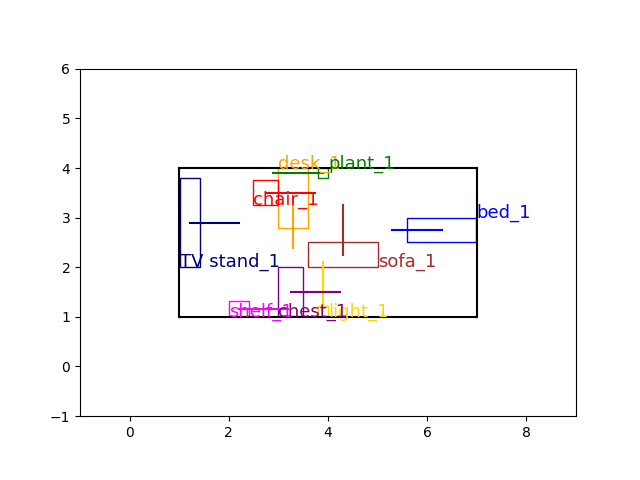 6
5
4
3
2
1
0
−1
desk_1
plant_1
chair_1
bed_1
TV stand_1
sofa_1
shelf_1
chest_1
light_1
0
2
4
6
8